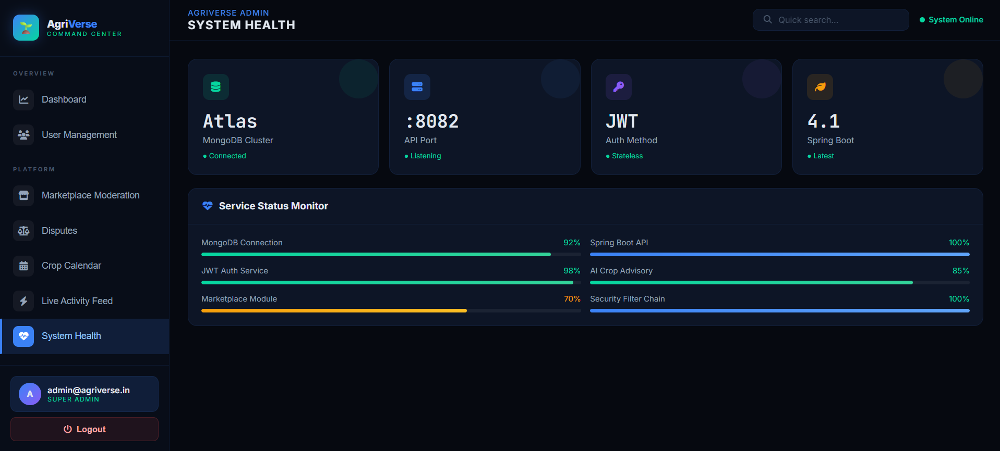 AgriVerse
COMMAND CENTER
OVERVIEW
Dashboard
User Management
PLATFORM
Marketplace Moderation
Disputes
Crop Calendar
Live Activity Feed
System Health
A
admin@agriverse.in
SUPER ADMIN
Logout
AGRIVERSE ADMIN
SYSTEM HEALTH
Quick search...
System Online
Atlas
MongoDB Cluster
● Connected
:8082
API Port
● Listening
JWT
Auth Method
● Stateless
4.1
Spring Boot
● Latest
Service Status Monitor
MongoDB Connection 92%
Spring Boot API 100%
JWT Auth Service 98%
AI Crop Advisory 85%
Marketplace Module 70%
Security Filter Chain 100%